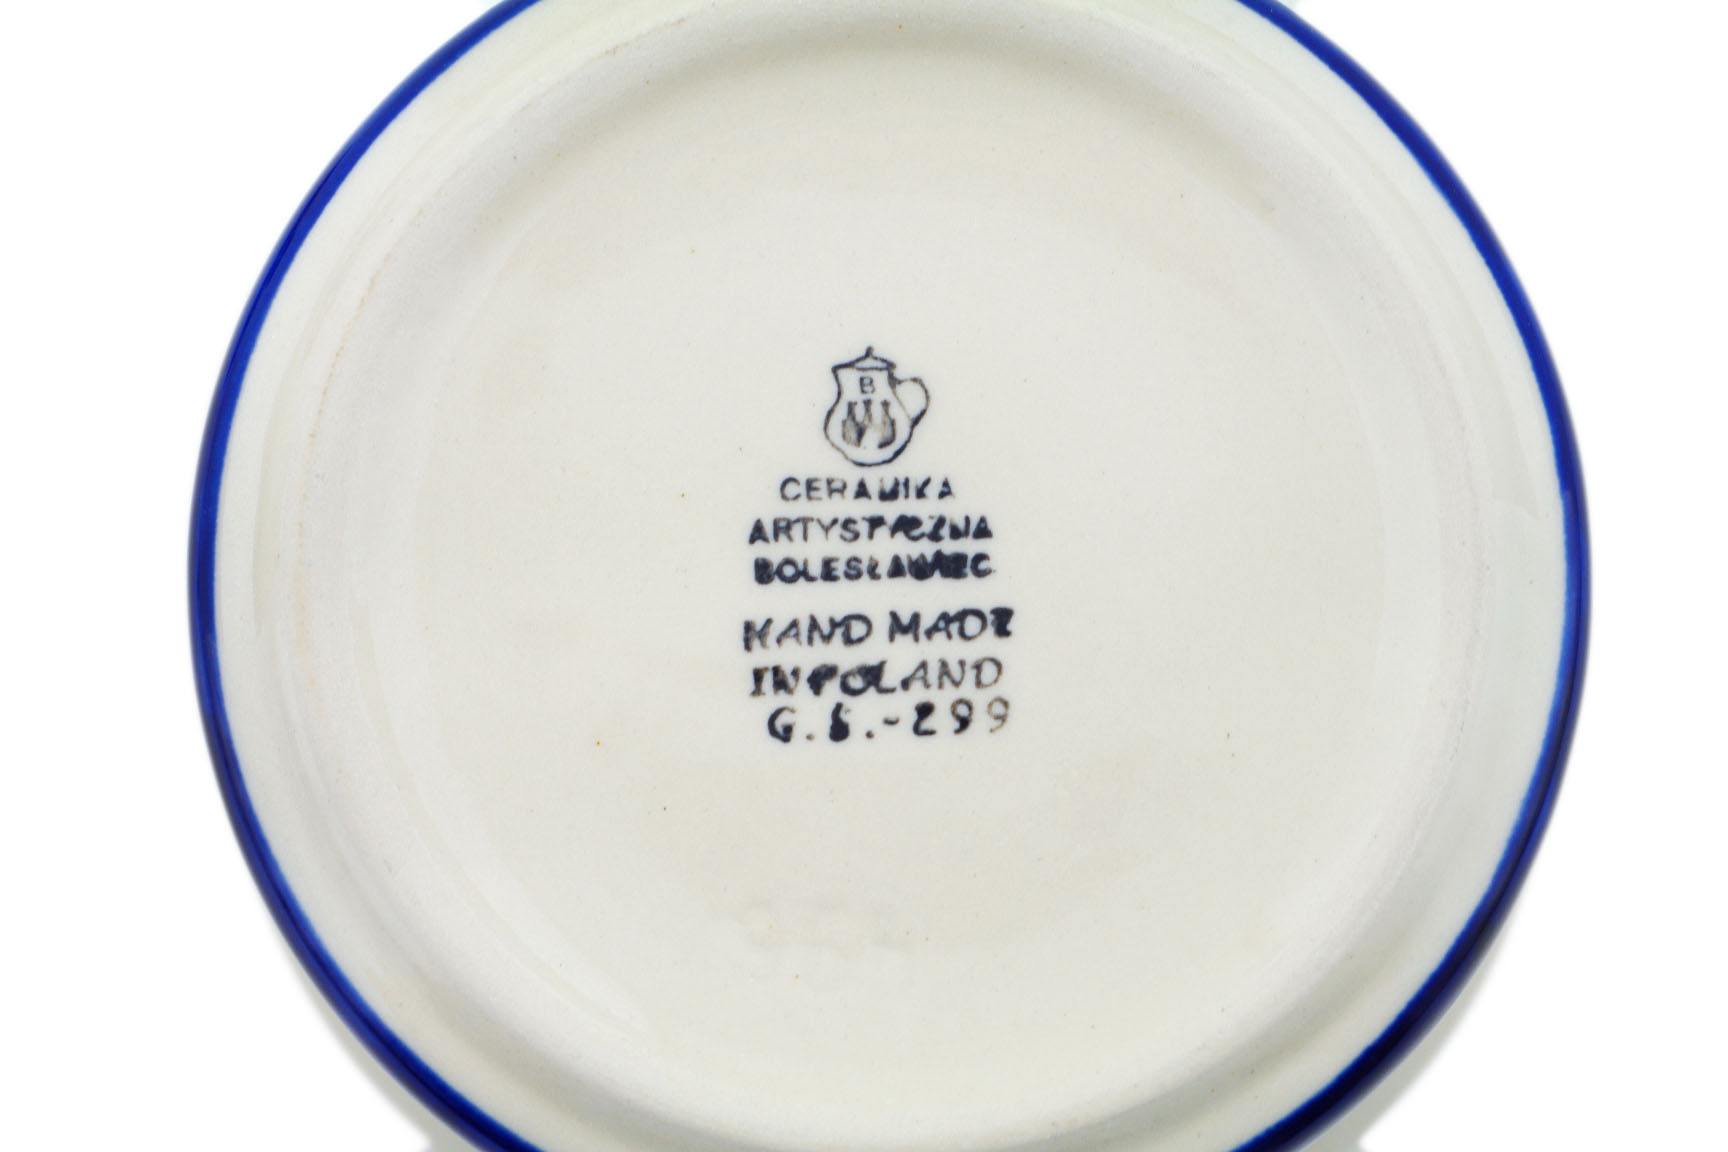 B
CERAMIKA
ARTYSTYCZNA
BOLESŁAWIEC
HAND MADE
IN POLAND
G.S.-299